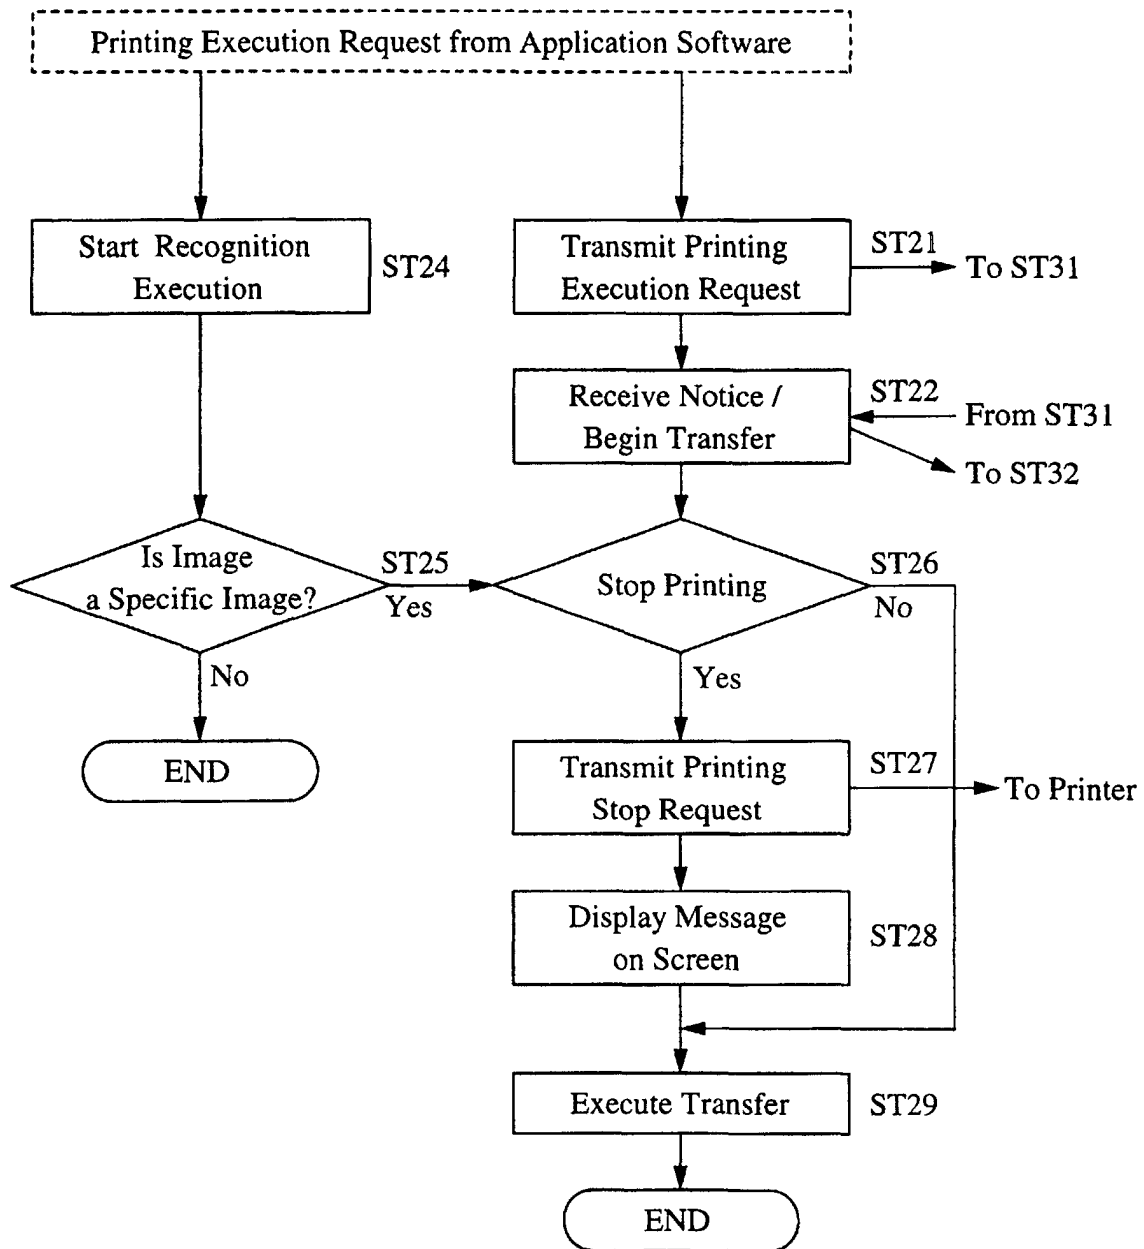 Printing Execution Request from Application Software
Start Recognition
Execution
ST24
Transmit Printing
Execution Request
ST21
To ST31
Receive Notice /
Begin Transfer
ST22
From ST31
To ST32
Is Image
a Specific Image?
ST25
Yes
No
END
Stop Printing
ST26
No
Yes
Transmit Printing
Stop Request
ST27
To Printer
Display Message
on Screen
ST28
Execute Transfer
ST29
END